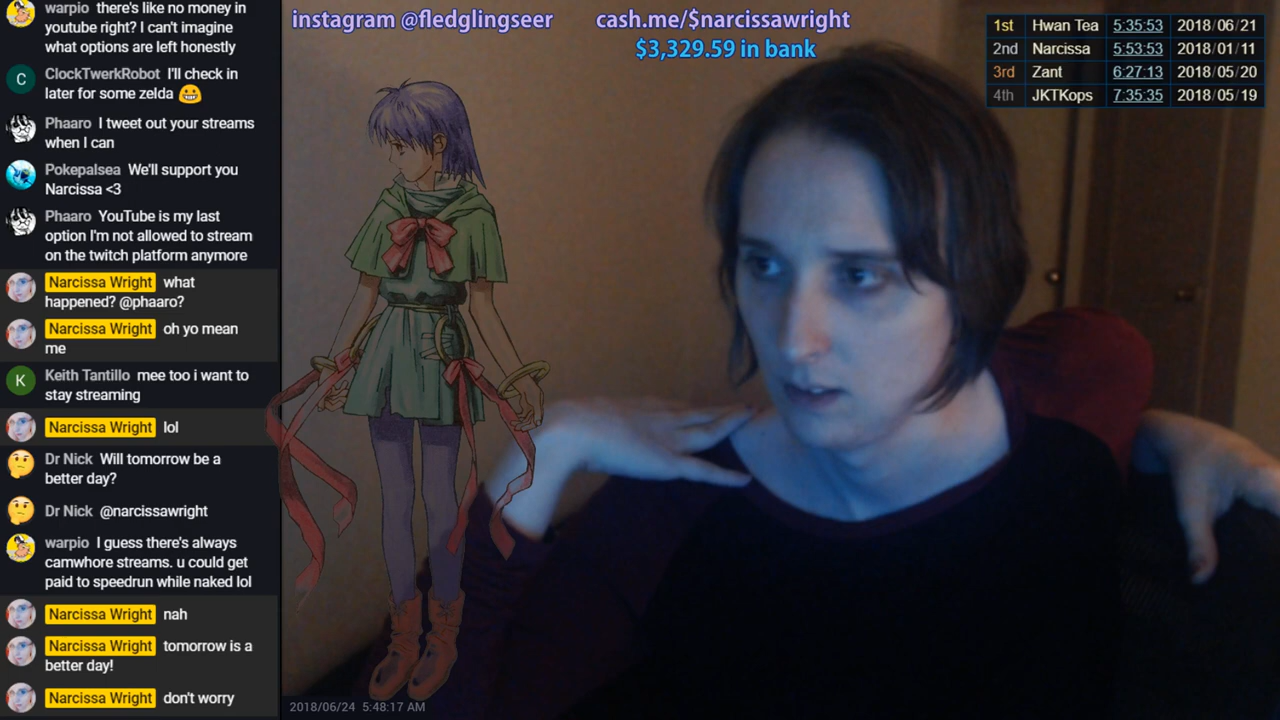 warpio there's like no money in
youtube right? I can't imagine
what options are left honestly
C
ClockTwerkRobot I'll check in
later for some zelda 😬
Phaaro I tweet out your streams
when I can
Pokepalsea We'll support you
Narcissa <3
Phaaro YouTube is my last
option I'm not allowed to stream
on the twitch platform anymore
Narcissa Wright what
happened? @phaaro?
Narcissa Wright oh yo mean
me
K
Keith Tantillo mee too i want to
stay streaming
Narcissa Wright lol
Dr Nick Will tomorrow be a
better day?
Dr Nick @narcissawright
warpio I guess there's always
camwhore streams. u could get
paid to speedrun while naked lol
Narcissa Wright nah
Narcissa Wright tomorrow is a
better day!
Narcissa Wright don't worry
instagram @fledglingseer cash.me/$narcissawright
$3,329.59 in bank
1st Hwan Tea 5:35:53 2018/06/21
2nd Narcissa 5:53:53 2018/01/11
3rd Zant 6:27:13 2018/05/20
4th JKTKops 7:35:35 2018/05/19
2018/06/24 5:48:17 AM